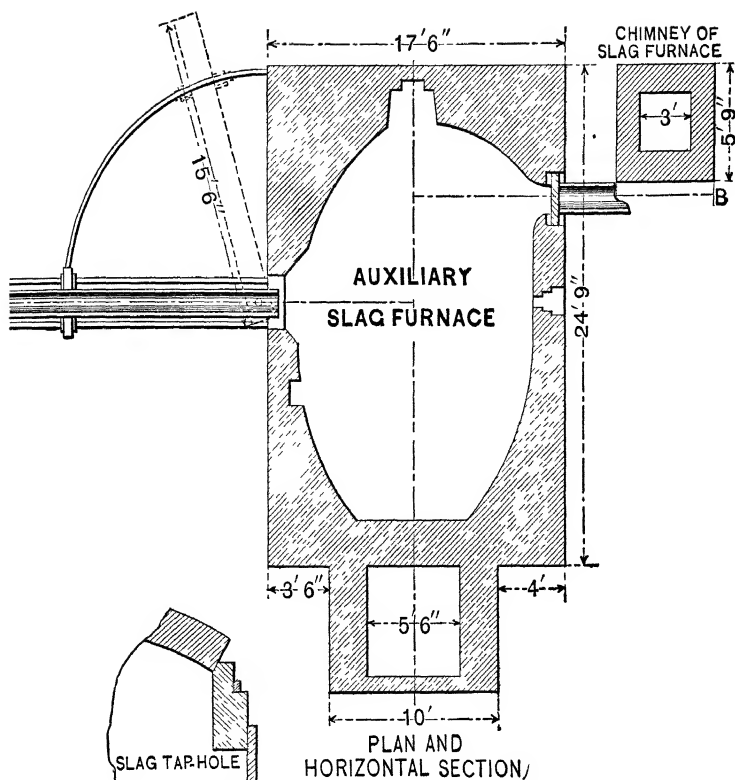 17′6″
CHIMNEY OF
SLAG FURNACE
3′
5′-9″
15′6″
B
AUXILIARY
SLAG FURNACE
24′9″
3′6″
4′
5′6″
10′
SLAG TAP-HOLE
PLAN AND
HORIZONTAL SECTION